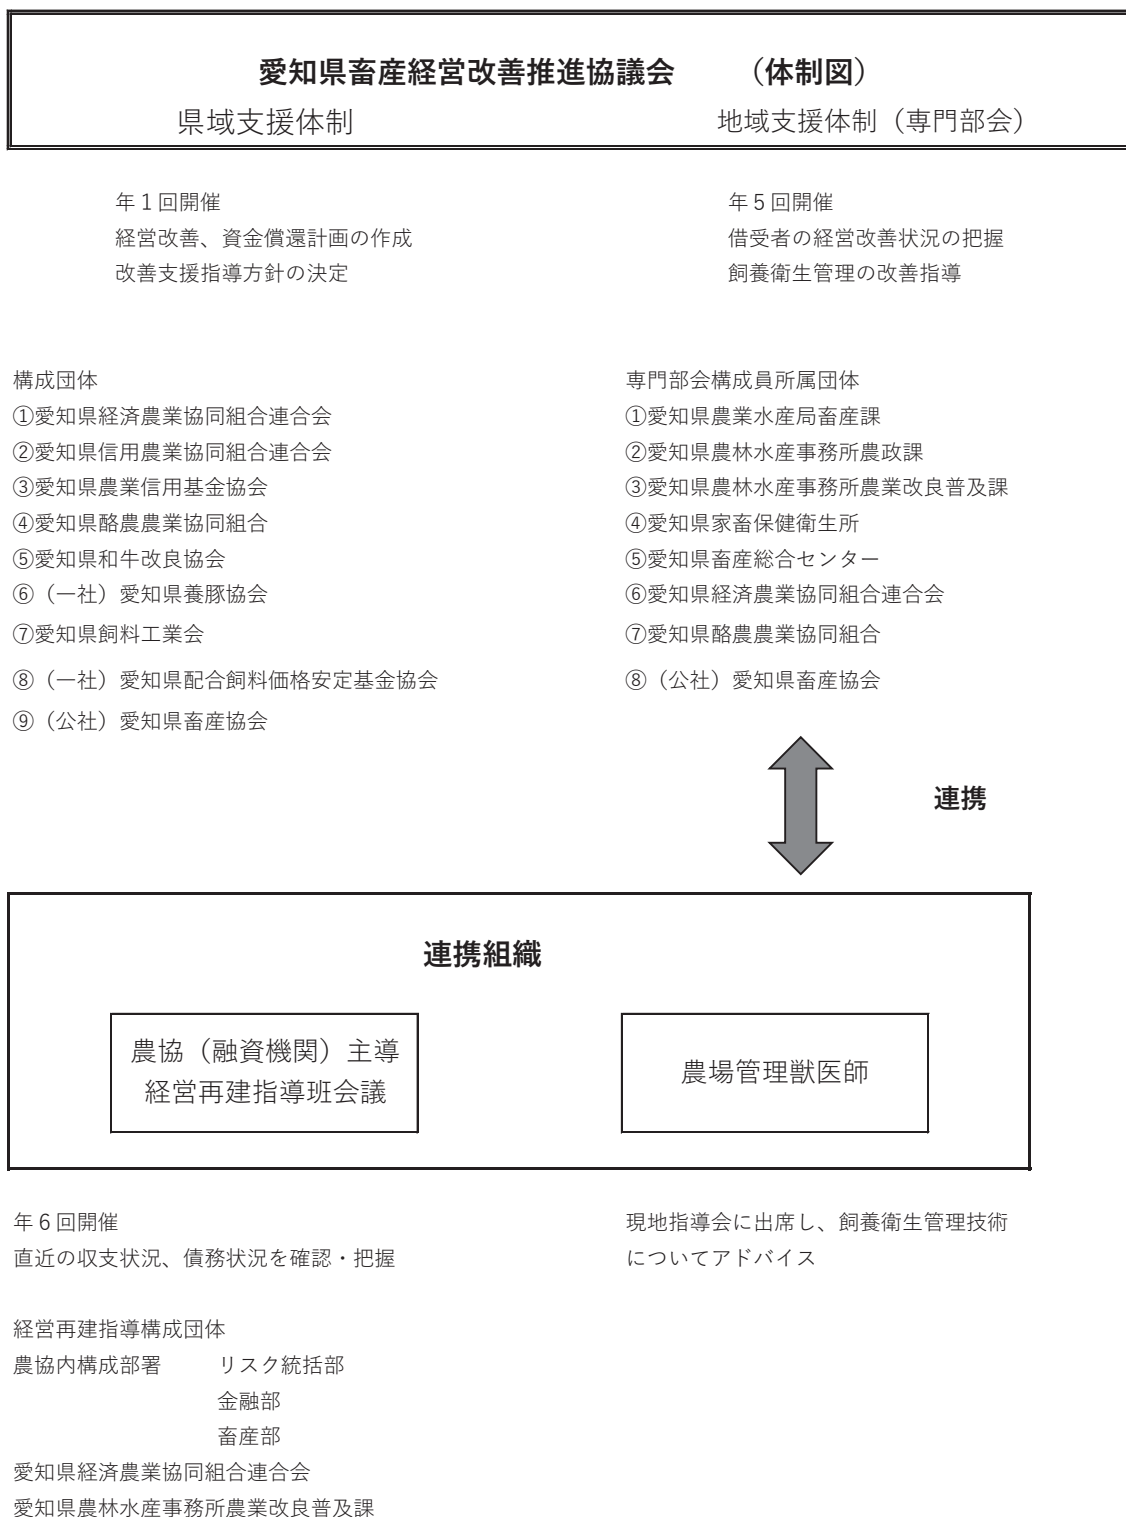 愛知県畜産経営改善推進協議会　　（体制図）
県域支援体制
地域支援体制（専門部会）
年１回開催
経営改善、資金償還計画の作成
改善支援指導方針の決定
年５回開催
借受者の経営改善状況の把握
飼養衛生管理の改善指導
構成団体
①愛知県経済農業協同組合連合会
②愛知県信用農業協同組合連合会
③愛知県農業信用基金協会
④愛知県酪農農業協同組合
⑤愛知県和牛改良協会
⑥（一社）愛知県養豚協会
⑦愛知県飼料工業会
⑧（一社）愛知県配合飼料価格安定基金協会
⑨（公社）愛知県畜産協会
専門部会構成員所属団体
①愛知県農業水産局畜産課
②愛知県農林水産事務所農政課
③愛知県農林水産事務所農業改良普及課
④愛知県家畜保健衛生所
⑤愛知県畜産総合センター
⑥愛知県経済農業協同組合連合会
⑦愛知県酪農農業協同組合
⑧（公社）愛知県畜産協会
連携
連携組織
農協（融資機関）主導
経営再建指導班会議
農場管理獣医師
年６回開催
直近の収支状況、債務状況を確認・把握
現地指導会に出席し、飼養衛生管理技術
についてアドバイス
経営再建指導構成団体
農協内構成部署　　リスク統括部
金融部
畜産部
愛知県経済農業協同組合連合会
愛知県農林水産事務所農業改良普及課